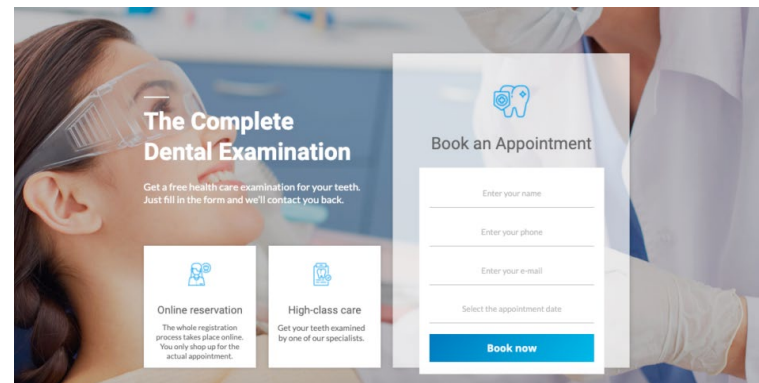 The Complete
Dental Examination
Get a free health care examination for your teeth.
Just fill in the form and we'll contact you back.
Online reservation
The whole registration
process takes place online.
You only shop up for the
actual appointment.
High-class care
Get your teeth examined
by one of our specialists.
Book an Appointment
Enter your name
Enter your phone
Enter your e-mail
Select the appointment date
Book now